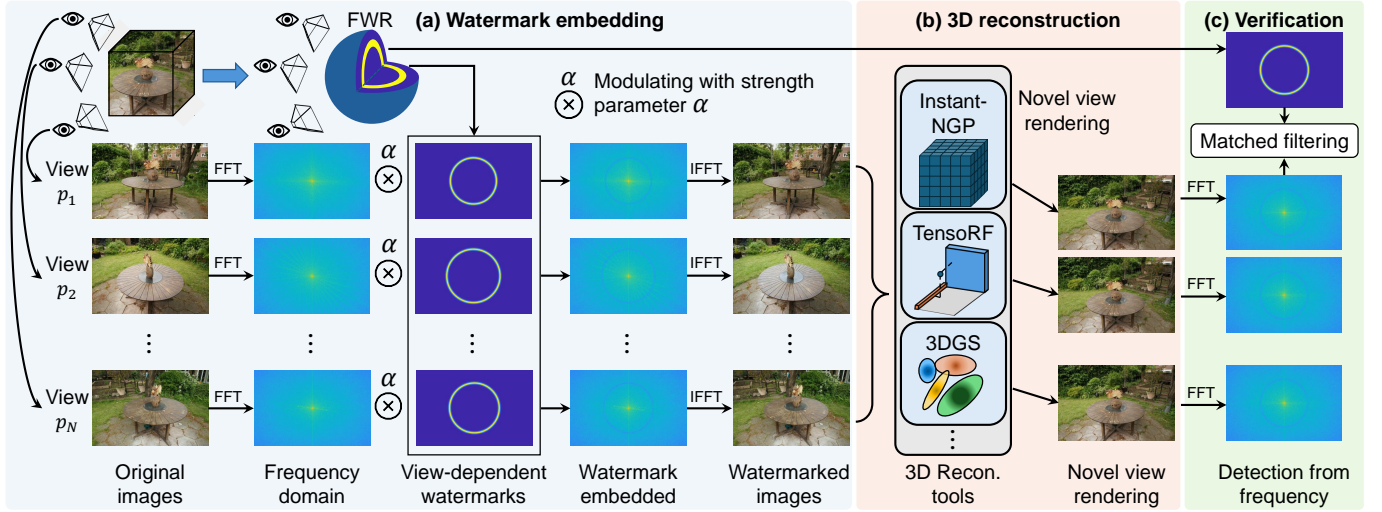 FWR
(a) Watermark embedding
(b) 3D reconstruction
(c) Verification
α Modulating with strength
parameter α
Instant-
NGP
Novel view
rendering
Matched filtering
View
p₁
FFT
α
IFFT
FFT
TensoRF
View
p₂
FFT
α
IFFT
FFT
3DGS
View
p_N
FFT
α
IFFT
FFT
Original
images
Frequency
domain
View-dependent
watermarks
Watermark
embedded
Watermarked
images
3D Recon.
tools
Novel view
rendering
Detection from
frequency